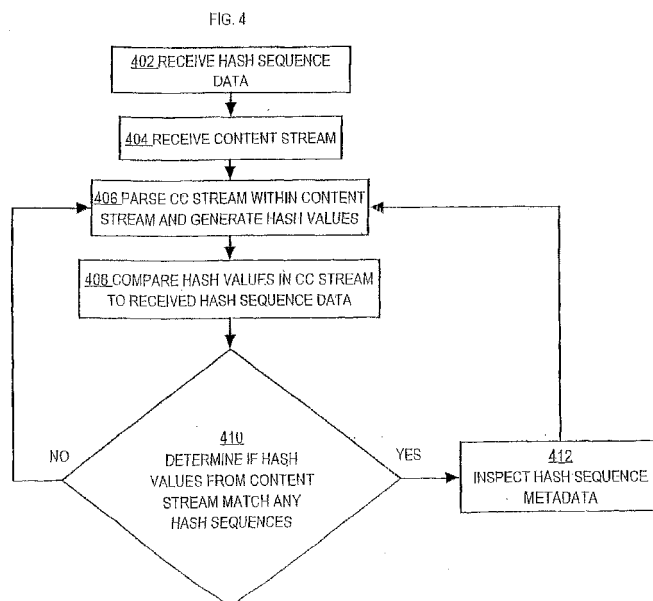 FIG. 4
402 RECEIVE HASH SEQUENCE
DATA
404 RECEIVE CONTENT STREAM
406 PARSE CC STREAM WITHIN CONTENT
STREAM AND GENERATE HASH VALUES
408 COMPARE HASH VALUES IN CC STREAM
TO RECEIVED HASH SEQUENCE DATA
410
DETERMINE IF HASH
VALUES FROM CONTENT
STREAM MATCH ANY
HASH SEQUENCES
NO
YES
412
INSPECT HASH SEQUENCE
METADATA